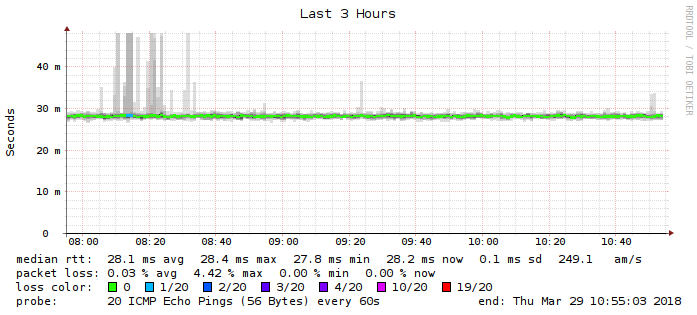 Last 3 Hours
RRDTOOL / TOBI OETIKER
Seconds
40 m
30 m
20 m
10 m
0
08:00 08:20 08:40 09:00 09:20 09:40 10:00 10:20 10:40
median rtt: 28.1 ms avg 28.4 ms max 27.8 ms min 28.2 ms now 0.1 ms sd 249.1 am/s
packet loss: 0.03 % avg 4.42 % max 0.00 % min 0.00 % now
loss color: 0 1/20 2/20 3/20 4/20 10/20 19/20
probe: 20 ICMP Echo Pings (56 Bytes) every 60s end: Thu Mar 29 10:55:03 2018